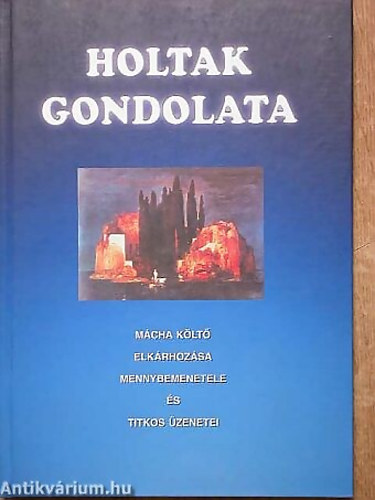 HOLTAK
GONDOLATA
MÁCHA KÖLTŐ
ELKÁRHOZÁSA
MENNYBEMENETELE
ÉS
TITKOS ÜZENETEI
Antikvárium.hu